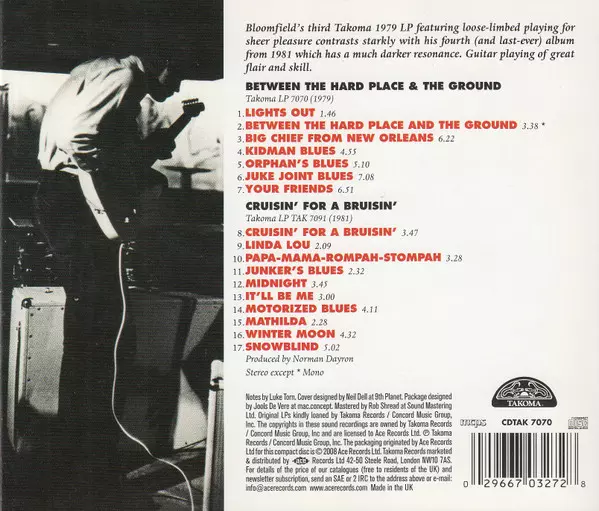 Bloomfield's third Takoma 1979 LP featuring loose-limbed playing for
sheer pleasure contrasts starkly with his fourth (and last-ever) album
from 1981 which has a much darker resonance. Guitar playing of great
flair and skill.
BETWEEN THE HARD PLACE & THE GROUND
Takoma LP 7070 (1979)
1. LIGHTS OUT 1.46
2. BETWEEN THE HARD PLACE AND THE GROUND 3.38 *
3. BIG CHIEF FROM NEW ORLEANS 6.22
4. KIDMAN BLUES 4.55
5. ORPHAN'S BLUES 5.10
6. JUKE JOINT BLUES 7.08
7. YOUR FRIENDS 6.51
CRUISIN' FOR A BRUISIN'
Takoma LP TAK 7091 (1981)
8. CRUISIN' FOR A BRUISIN' 3.47
9. LINDA LOU 2.09
10. PAPA-MAMA-ROMPAH-STOMPAH 3.28
11. JUNKER'S BLUES 2.32
12. MIDNIGHT 3.45
13. IT'LL BE ME 3.00
14. MOTORIZED BLUES 4.11
15. MATHILDA 2.28
16. WINTER MOON 4.32
17. SNOWBLIND 5.02
Produced by Norman Dayron
Stereo except * Mono
Notes by Luke Torn. Cover designed by Neil Dell at 9th Planet. Package designed
by Jools De Vere at mac.concept. Mastered by Rob Shread at Sound Mastering
Ltd. Original LPs kindly loaned by Takoma Records / Concord Music Group,
Inc. The copyrights in these sound recordings are owned by Takoma Records
/ Concord Music Group, Inc and are licensed to Ace Records Ltd. ℗ Takoma
Records / Concord Music Group, Inc. The packaging originated by Ace Records
Ltd for this compact disc is © 2008 Ace Records Ltd. Takoma Records marketed
& distributed by ACE Records Ltd 42-50 Steele Road, London NW10 7AS.
For details of the price of our catalogues (free to residents of the UK) and
newsletter subscription, send an SAE or 2 IRC to the address above or e-mail:
info@acerecords.com www.acerecords.com Made in the UK
TAKOMA
mcps
CDTAK 7070
COMPACT disc
0 29667 03272 8